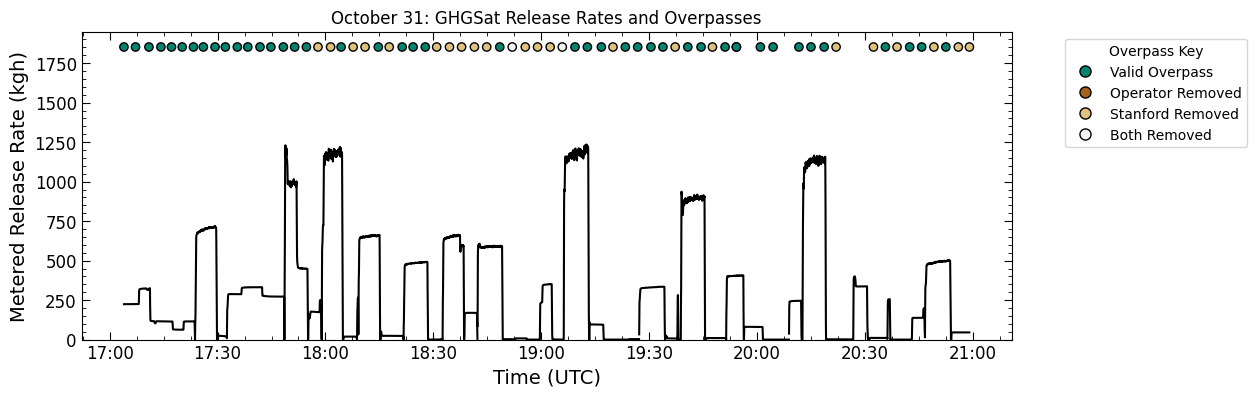 October 31: GHGSat Release Rates and Overpasses
Metered Release Rate (kgh)
1750
1500
1250
1000
750
500
250
0
17:00 17:30 18:00 18:30 19:00 19:30 20:00 20:30 21:00
Time (UTC)
Overpass Key
Valid Overpass
Operator Removed
Stanford Removed
Both Removed